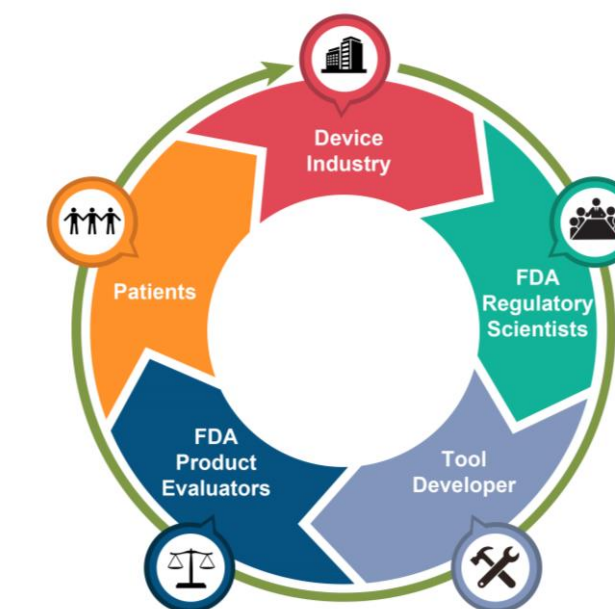 Device
Industry
FDA
Regulatory
Scientists
Tool
Developer
FDA
Product
Evaluators
Patients